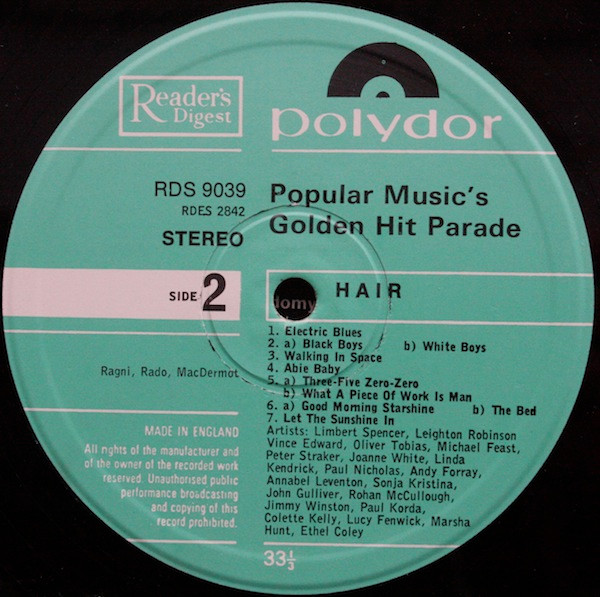 Reader's
Digest
polydor
RDS 9039
RDES 2842
STEREO
Popular Music's
Golden Hit Parade
SIDE 2
HAIR
domy
1. Electric Blues
2. a) Black Boys b) White Boys
3. Walking In Space
4. Abie Baby
5. a) Three-Five Zero-Zero
b) What A Piece Of Work Is Man
6. a) Good Morning Starshine b) The Bed
7. Let The Sunshine In
Artists: Limbert Spencer, Leighton Robinson
Vince Edward, Oliver Tobias, Michael Feast,
Peter Straker, Joanne White, Linda
Kendrick, Paul Nicholas, Andy Forray,
Annabel Leventon, Sonja Kristina,
John Gulliver, Rohan McCullough,
Jimmy Winston, Paul Korda,
Colette Kelly, Lucy Fenwick, Marsha
Hunt, Ethel Coley
Ragni, Rado, MacDermot
MADE IN ENGLAND
All rights of the manufacturer and
of the owner of the recorded work
reserved. Unauthorised public
performance broadcasting
and copying of this
record prohibited.
33⅓